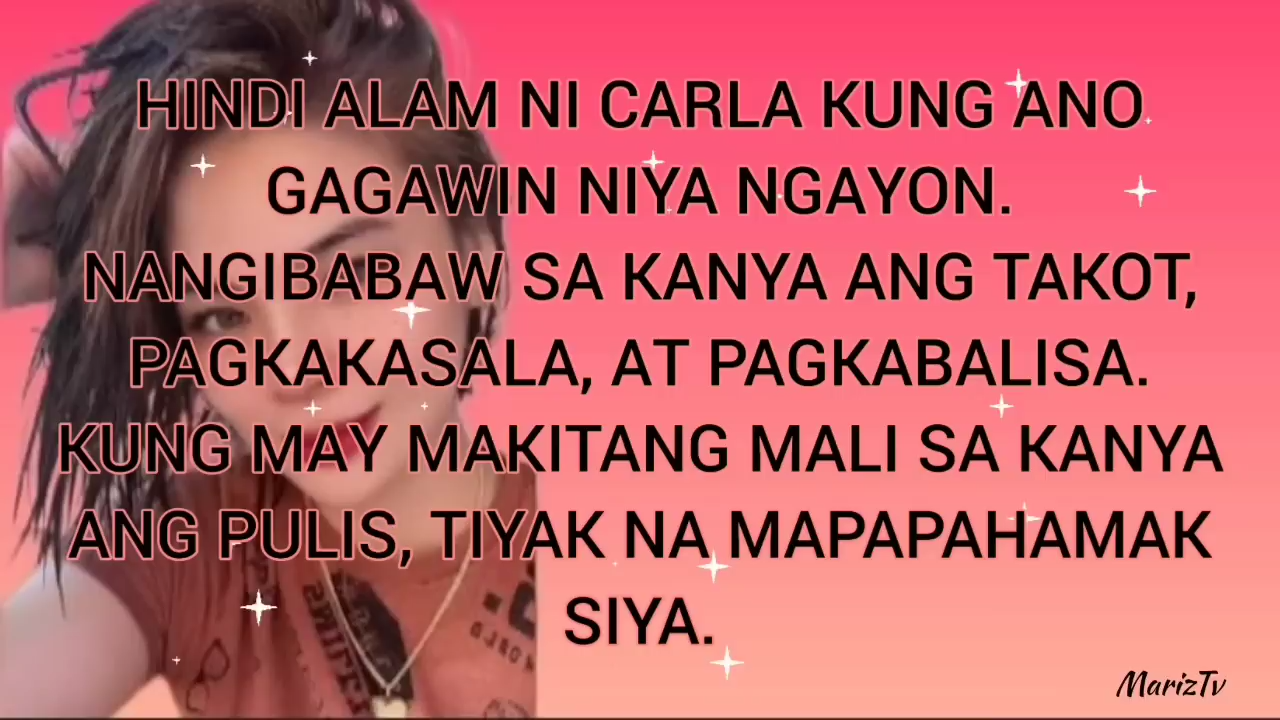 HINDI ALAM NI CARLA KUNG ANO
GAGAWIN NIYA NGAYON.
NANGIBABAW SA KANYA ANG TAKOT,
PAGKAKASALA, AT PAGKABALISA.
KUNG MAY MAKITANG MALI SA KANYA
ANG PULIS, TIYAK NA MAPAPAHAMAK
SIYA.
MarizTv